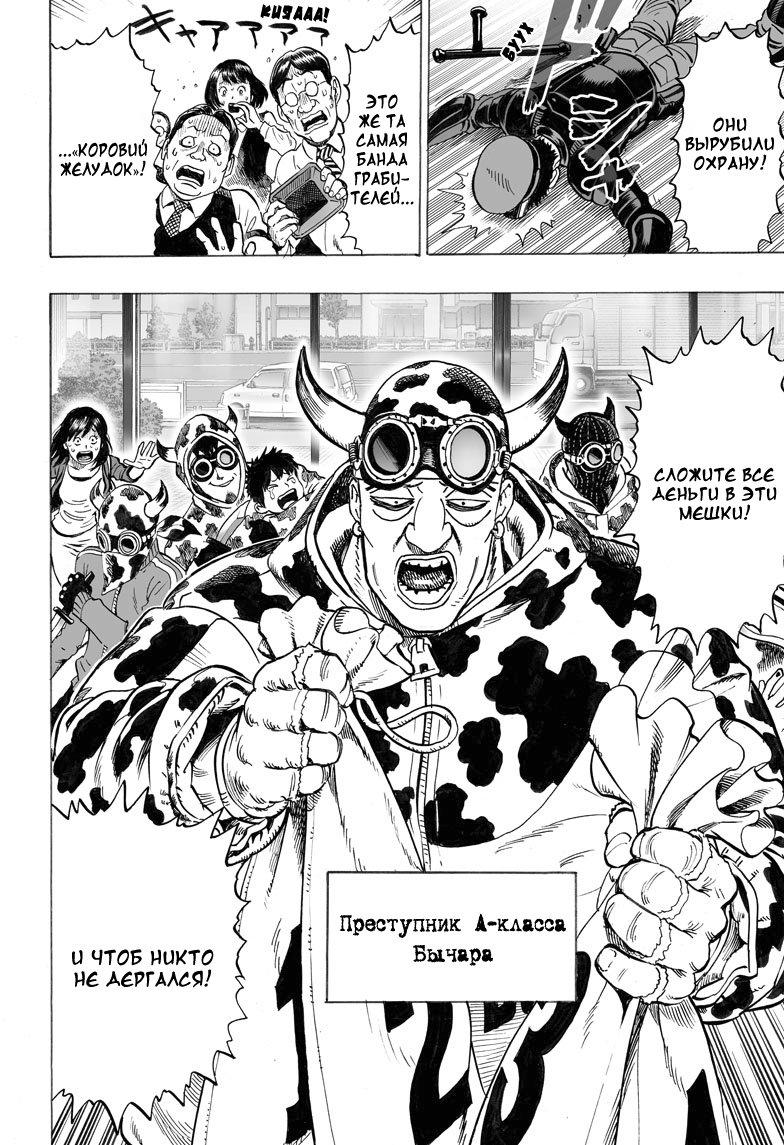 БУУХ
ОНИ
ВЫРУБИЛИ
ОХРАНУ!
КИЯААА!
キャアアアアア
ЭТО
ЖЕ ТА
САМАЯ
БАНДА
ГРАБИ-
ТЕЛЕЙ...
...«КОРОВИЙ
ЖЕЛУДОК»!
СЛОЖИТЕ ВСЕ
ДЕНЬГИ В ЭТИ
МЕШКИ!
И ЧТОБ НИКТО
НЕ ДЕРГАЛСЯ!
Преступник А-класса
Бычара